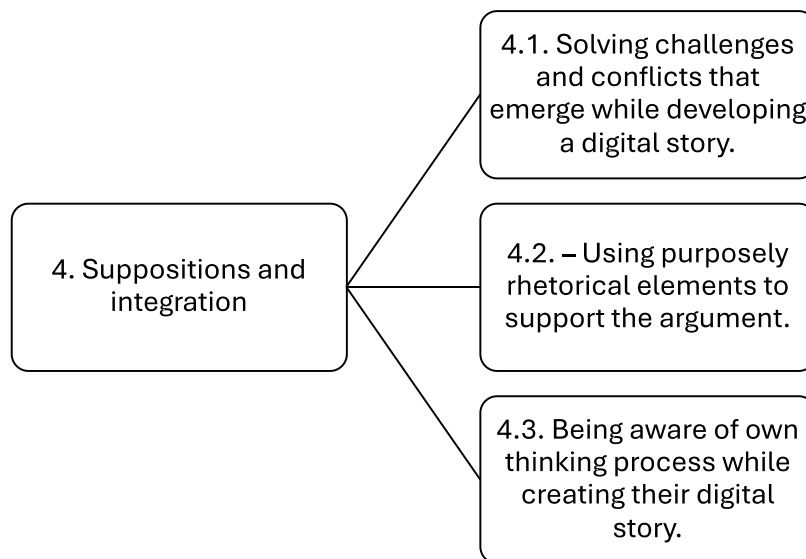 4. Suppositions and
integration
4.1. Solving challenges
and conflicts that
emerge while developing
a digital story.
4.2. – Using purposely
rhetorical elements to
support the argument.
4.3. Being aware of own
thinking process while
creating their digital
story.